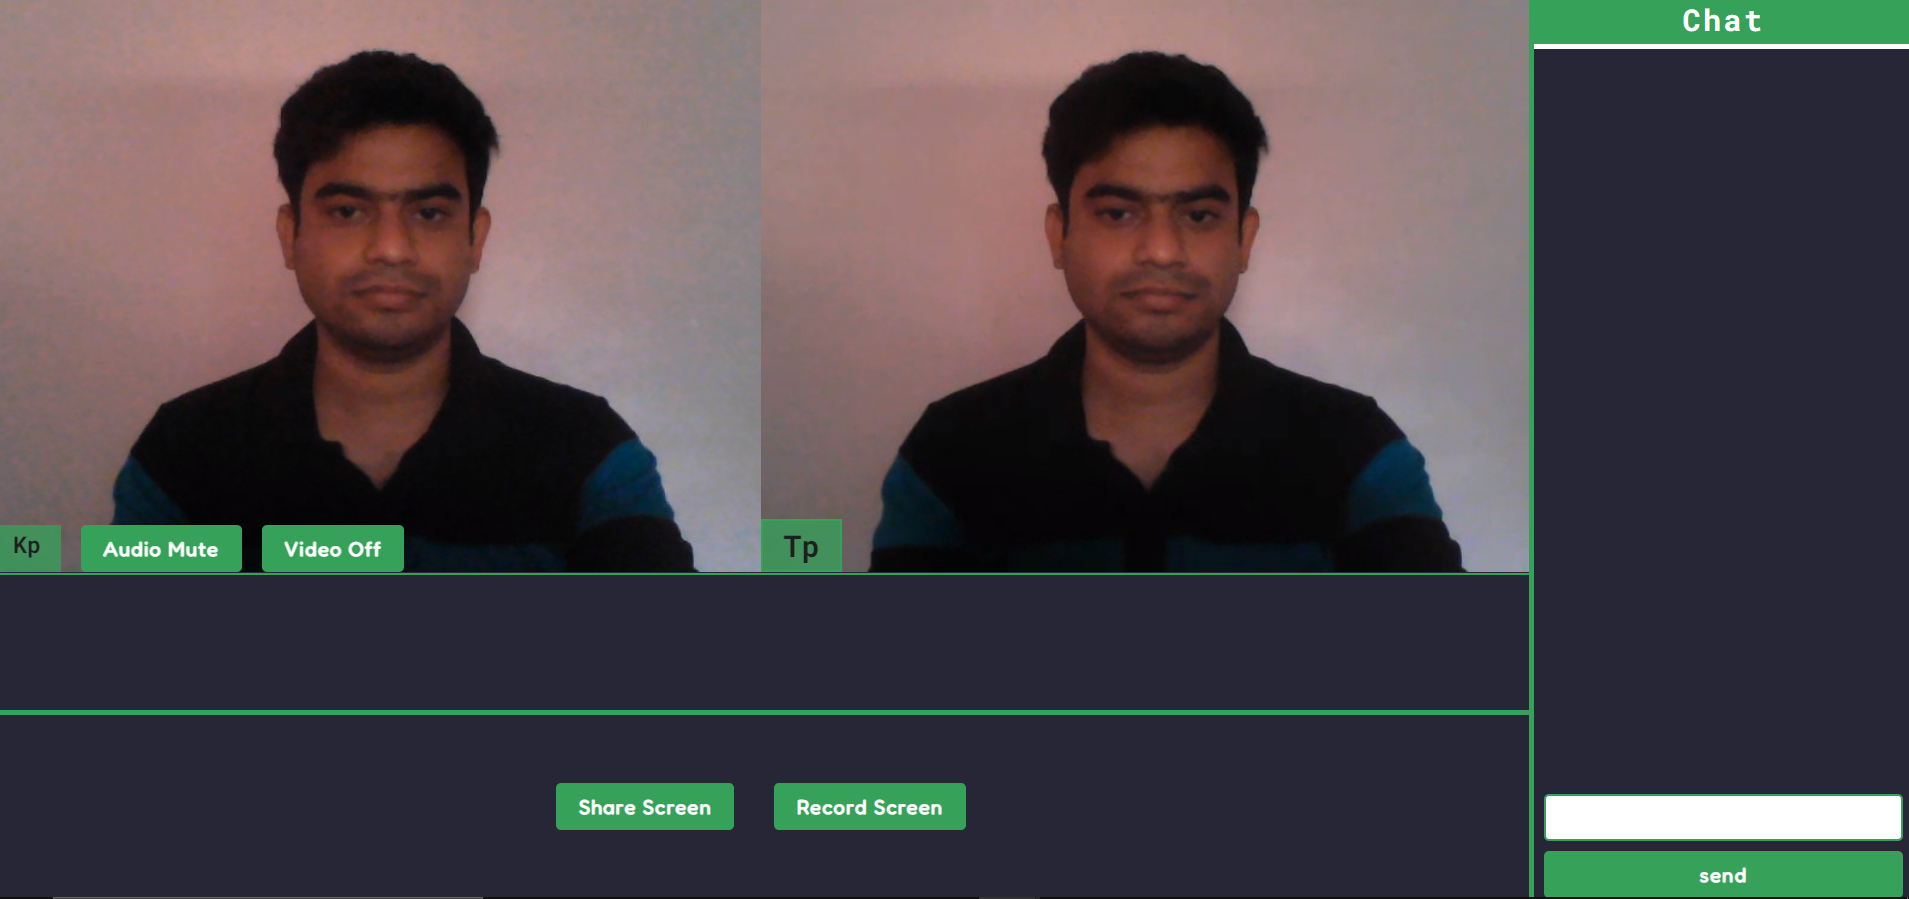 Chat
Kp
Audio Mute
Video Off
Tp
Share Screen
Record Screen
send